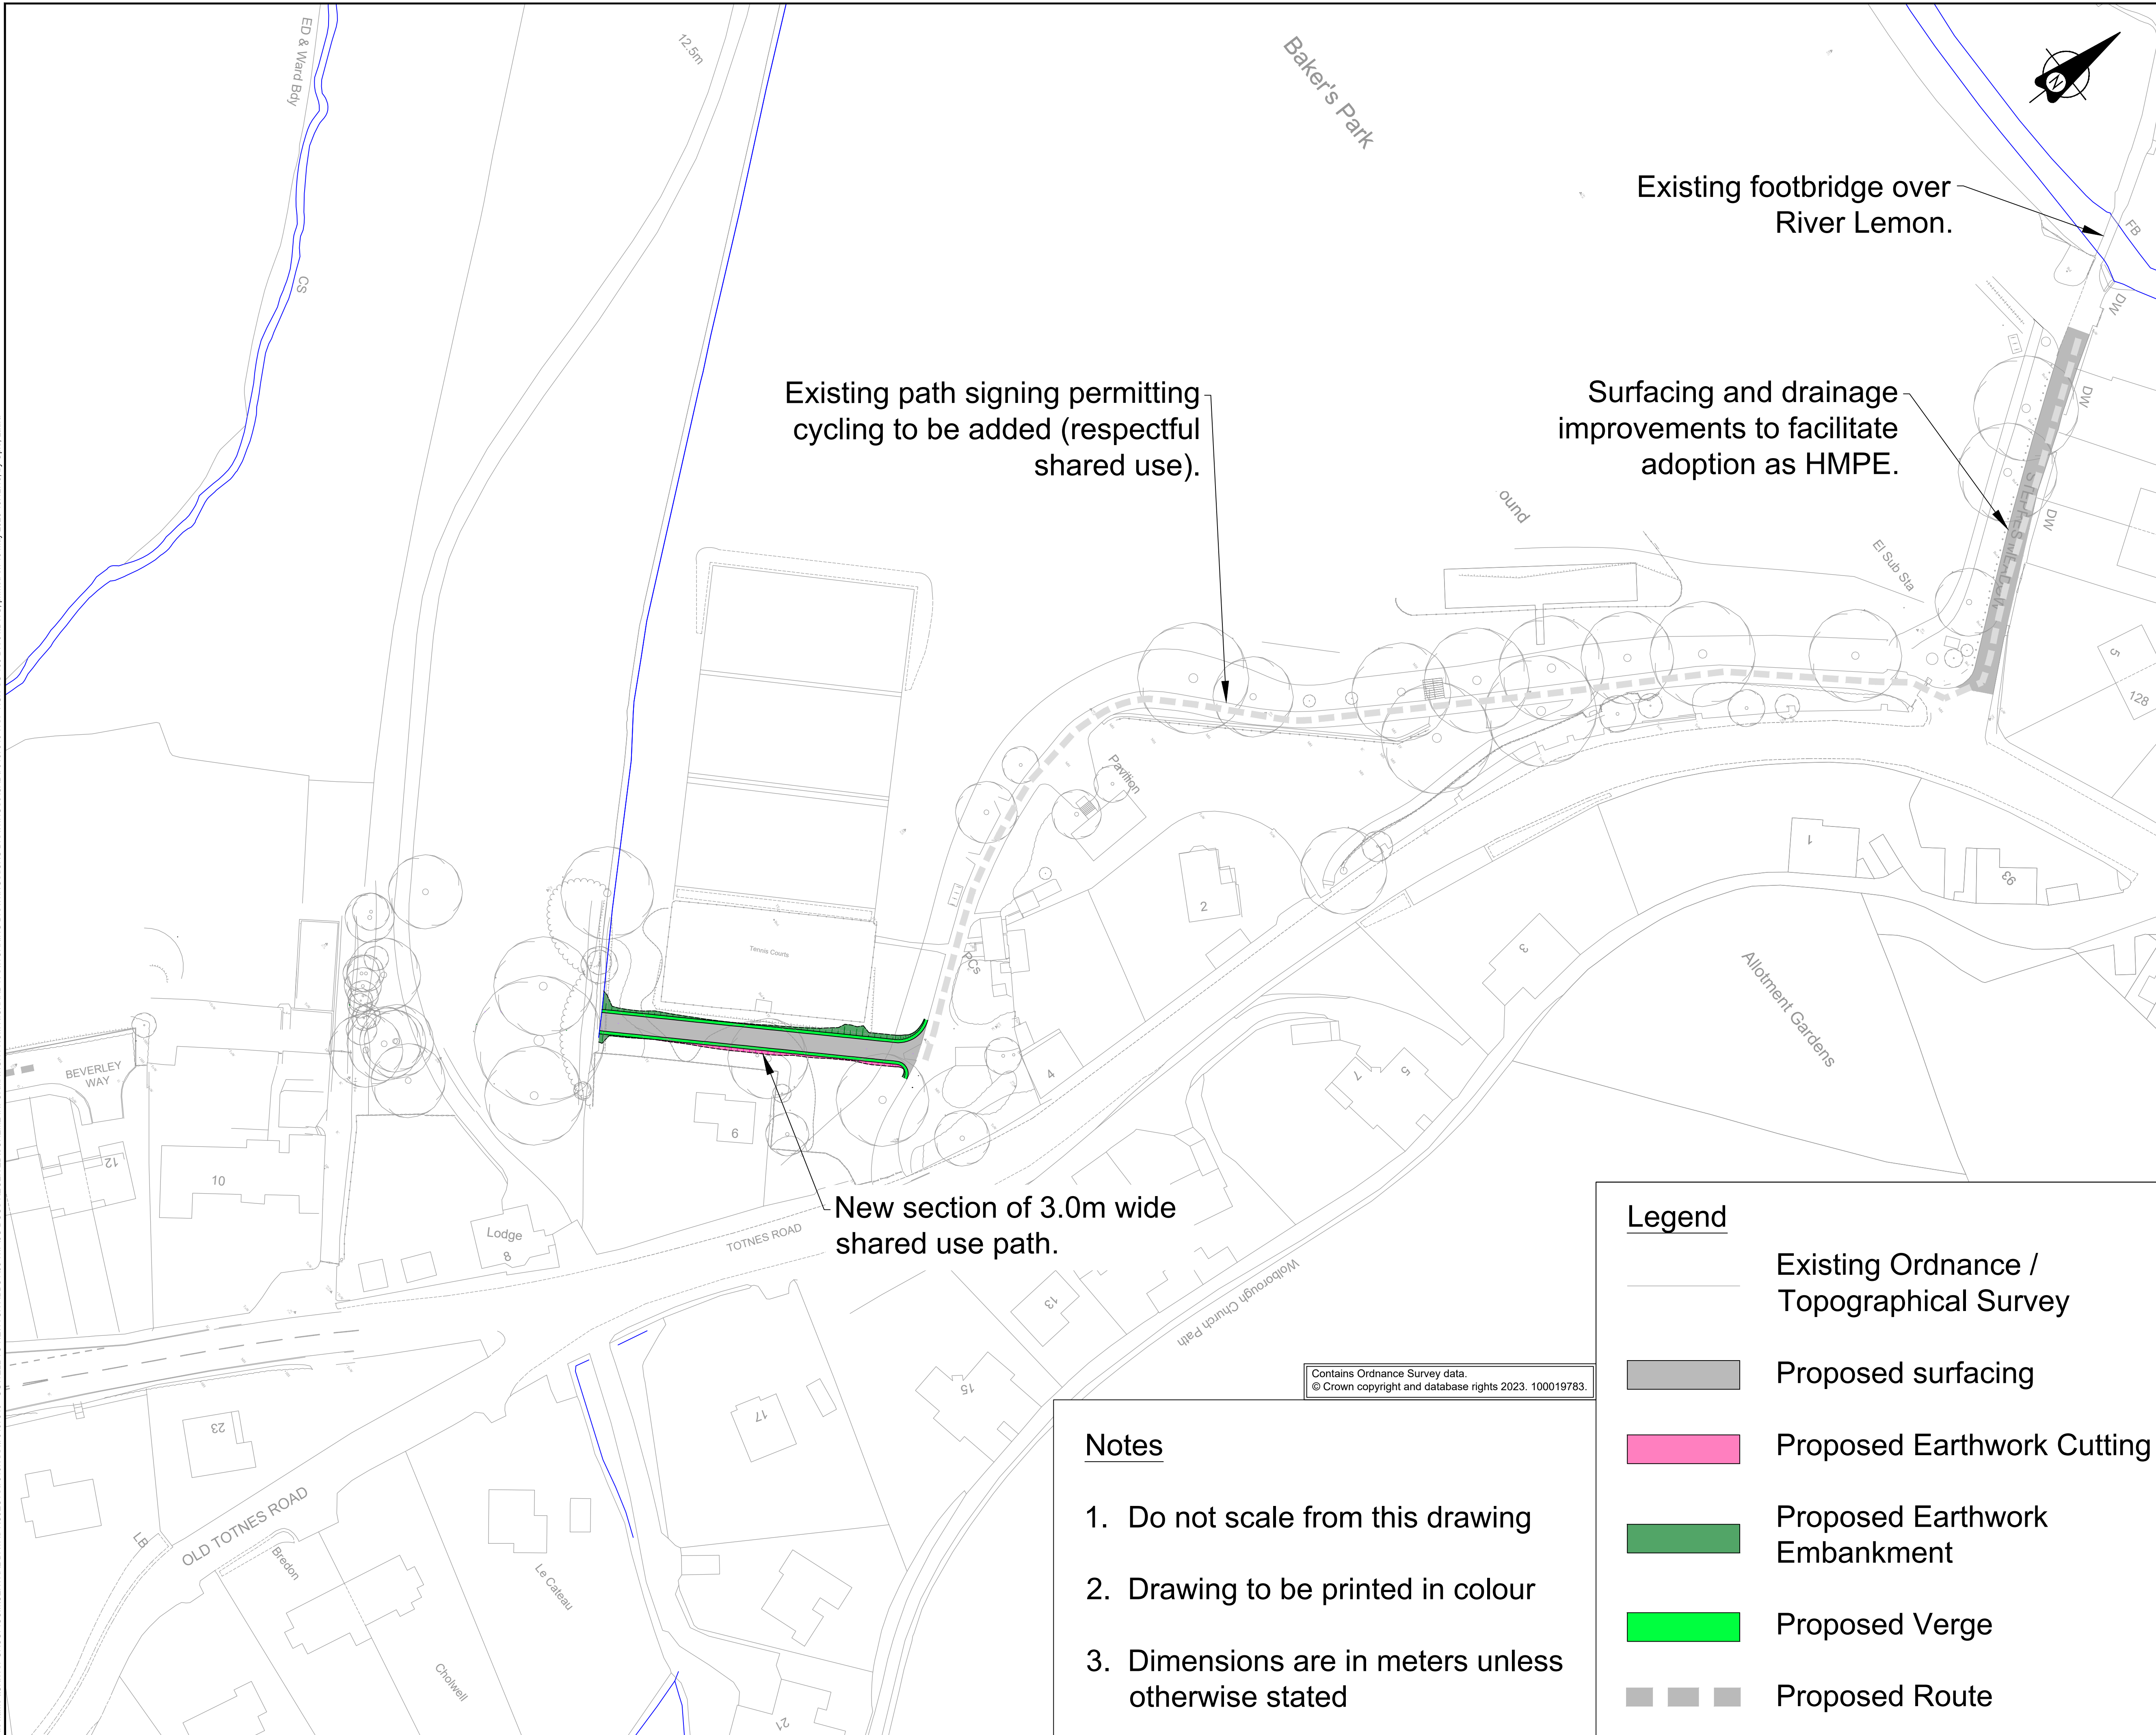 ED & Ward Bdy
12.5m
Baker's Park
N
Existing footbridge over
River Lemon.
FB
CS
DW
Existing path signing permitting
cycling to be added (respectful
shared use).
Surfacing and drainage
improvements to facilitate
adoption as HMPE.
DW
DW
ound
El Sub Sta
5
128
Pavilion
2
1
93
Tennis Courts
PCs
3
Allotment Gardens
BEVERLEY
WAY
4
7
5
12
10
6
Lodge
8
New section of 3.0m wide
shared use path.
TOTNES ROAD
13
Wolborough Church Path
15
17
23
OLD TOTNES ROAD
LB
Bredon
Le Cateau
Cholwell
21
Contains Ordnance Survey data.
© Crown copyright and database rights 2023. 100019783.
Notes
1. Do not scale from this drawing
2. Drawing to be printed in colour
3. Dimensions are in meters unless
otherwise stated
Legend
Existing Ordnance /
Topographical Survey
Proposed surfacing
Proposed Earthwork Cutting
Proposed Earthwork
Embankment
Proposed Verge
Proposed Route